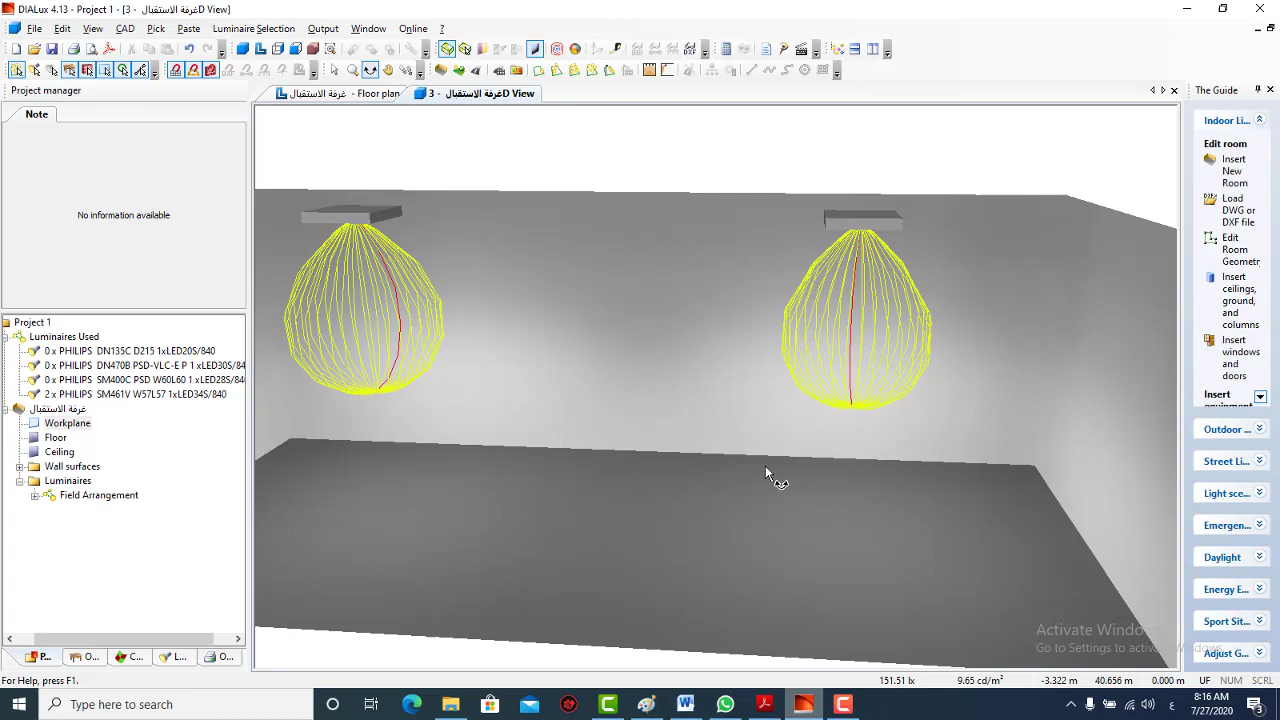 DIALux 4.13 - Project 1 - [3 - غرفة الاستقبالD View]
File Edit View CAD Pick Paste Luminaire Selection Output Window Online ?
Project manager
غرفة الاستقبال - Floor plan
3 - غرفة الاستقبالD View
The Guide
Note
No information available
Project 1
Luminaires Used
0 x PHILIPS DN135C D215 1xLED20S/840
0 x PHILIPS DN470B PSD-VLC-E P 1 xLED30S/840
0 x PHILIPS SM400C PSD W60L60 1 xLED28S/840
2 x PHILIPS SM461V W57L57 1xLED34S/840
غرفة الاستقبال
Workplane
Floor
Ceiling
Wall surfaces
Luminaires
Field Arrangement
P... O... C... L... O...
Indoor Li...
Edit room
Insert
New
Room
Load
DWG or
DXF file
Edit
Room
Geometr
Insert
ceilings,
ground,
and
columns
Insert
windows
and
doors
Insert
Outdoor ...
Street Li...
Light sce...
Emergen...
Daylight
Energy E...
Sport Sit...
Adjust G...
Activate Windows
Go to Settings to activate Windows.
For Help, press F1.
151.51 lx 9.65 cd/m² -3.322 m 40.656 m 0.000 m UF NUM SCRL
Type here to search
ع
8:16 AM
7/27/2020